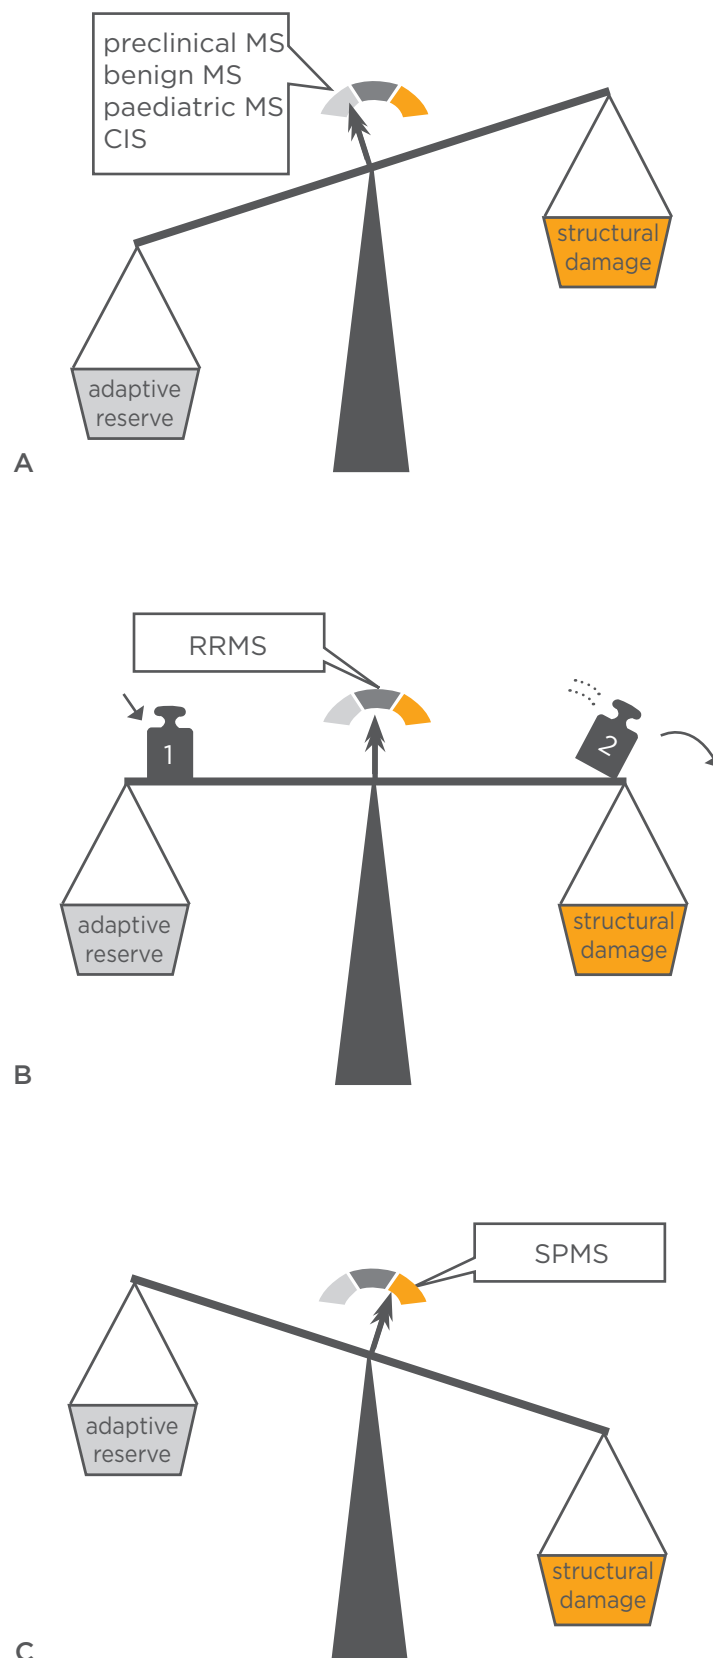 preclinical MS
benign MS
paediatric MS
CIS
structural
damage
adaptive
reserve
A
RRMS
1
2
adaptive
reserve
structural
damage
B
SPMS
adaptive
reserve
structural
damage
C